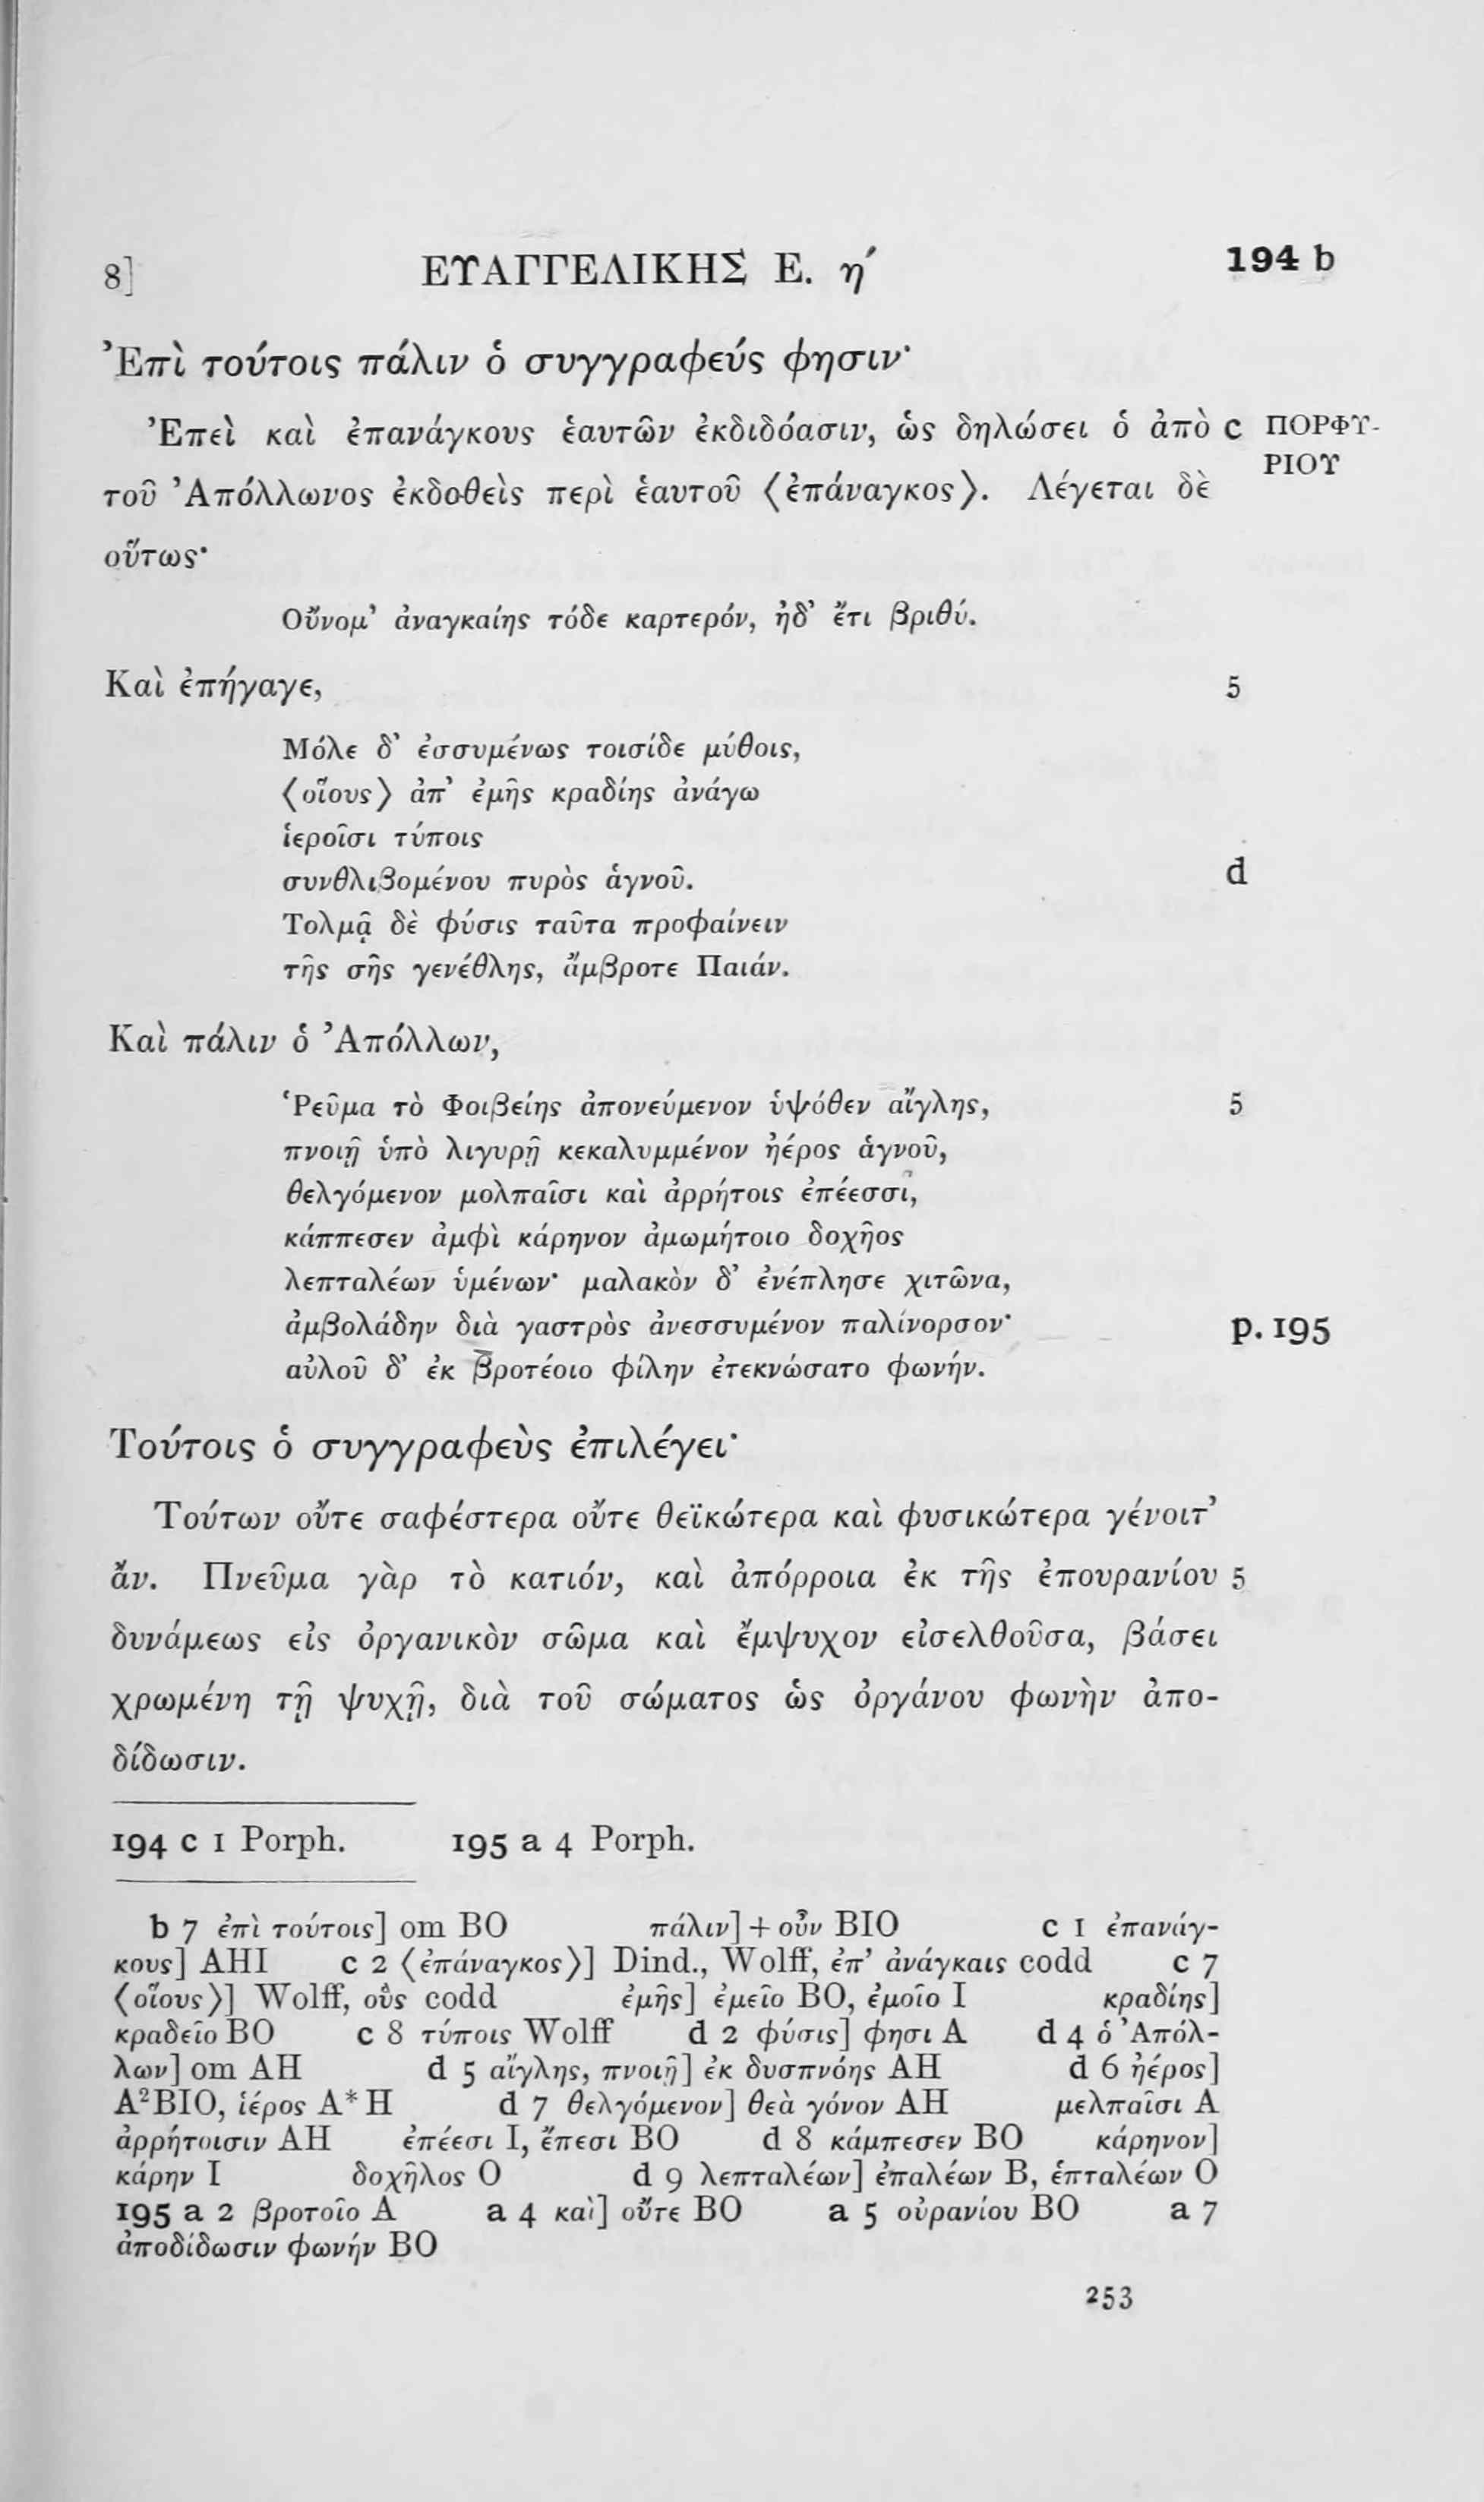 8] ΕΥΑΓΓΕΛΙΚΗΣ Ε. η′ 194 b
Ἐπὶ τούτοις πάλιν ὁ συγγραφεύς φησιν·
Ἐπεὶ καὶ ἐπανάγκους ἑαυτῶν ἐκδιδόασιν, ὡς δηλώσει ὁ ἀπὸ c ΠΟΡΦΥ-
τοῦ Ἀπόλλωνος ἐκδοθεὶς περὶ ἑαυτοῦ ⟨ἐπάναγκος⟩. Λέγεται δὲ ΡΙΟΥ
οὕτως·
Οὔνομ’ ἀναγκαίης τόδε καρτερόν, ἠδ’ ἔτι βριθύ.
Καὶ ἐπήγαγε, 5
Μόλε δ’ ἐσσυμένως τοισίδε μύθοις,
⟨οἵους⟩ ἀπ’ ἐμῆς κραδίης ἀνάγω
ἱεροῖσι τύποις
συνθλιβομένου πυρὸς ἁγνοῦ. d
Τολμᾷ δὲ φύσις ταῦτα προφαίνειν
τῆς σῆς γενέθλης, ἄμβροτε Παιάν.
Καὶ πάλιν ὁ Ἀπόλλων,
Ῥεῦμα τὸ Φοιβείης ἀπονεύμενον ὑψόθεν αἴγλης, 5
πνοιῇ ὑπὸ λιγυρῇ κεκαλυμμένον ἠέρος ἁγνοῦ,
θελγόμενον μολπαῖσι καὶ ἀρρήτοις ἐπέεσσι,
κάππεσεν ἀμφὶ κάρηνον ἀμωμήτοιο δοχῆος
λεπταλέων ὑμένων· μαλακὸν δ’ ἐνέπλησε χιτῶνα,
ἀμβολάδην διὰ γαστρὸς ἀνεσσυμένον παλίνορσον· p. 195
αὐλοῦ δ’ ἐκ βροτέοιο φίλην ἐτεκνώσατο φωνήν.
Τούτοις ὁ συγγραφεὺς ἐπιλέγει·
Τούτων οὔτε σαφέστερα οὔτε θεϊκώτερα καὶ φυσικώτερα γένοιτ’
ἄν. Πνεῦμα γὰρ τὸ κατιόν, καὶ ἀπόρροια ἐκ τῆς ἐπουρανίου 5
δυνάμεως εἰς ὀργανικὸν σῶμα καὶ ἔμψυχον εἰσελθοῦσα, βάσει
χρωμένη τῇ ψυχῇ, διὰ τοῦ σώματος ὡς ὀργάνου φωνὴν ἀπο-
δίδωσιν.
194 c 1 Porph. 195 a 4 Porph.
b 7 ἐπὶ τούτοις] om BO πάλιν] + οὖν BIO c 1 ἐπανάγ-
κους] AHI c 2 ⟨ἐπάναγκος⟩] Dind., Wolff, ἐπ’ ἀνάγκαις codd c 7
⟨οἵους⟩] Wolff, οὓς codd ἐμῆς] ἐμεῖο BO, ἐμοῖο I κραδίης]
κραδεῖο BO c 8 τύποις Wolff d 2 φύσις] φησι A d 4 ὁ Ἀπόλ-
λων] om AH d 5 αἴγλης, πνοιῇ] ἐκ δυσπνόης AH d 6 ἠέρος]
A²BIO, ἱέρος A*H d 7 θελγόμενον] θεὰ γόνον AH μελπαῖσι A
ἀρρήτοισιν AH ἐπέεσι I, ἔπεσι BO d 8 κάμπεσεν BO κάρηνον]
κάρην I δοχῆλος O d 9 λεπταλέων] ἐπαλέων B, ἑπταλέων O
195 a 2 βροτοῖο A a 4 καὶ] οὔτε BO a 5 οὐρανίου BO a 7
ἀποδίδωσιν φωνήν BO
253